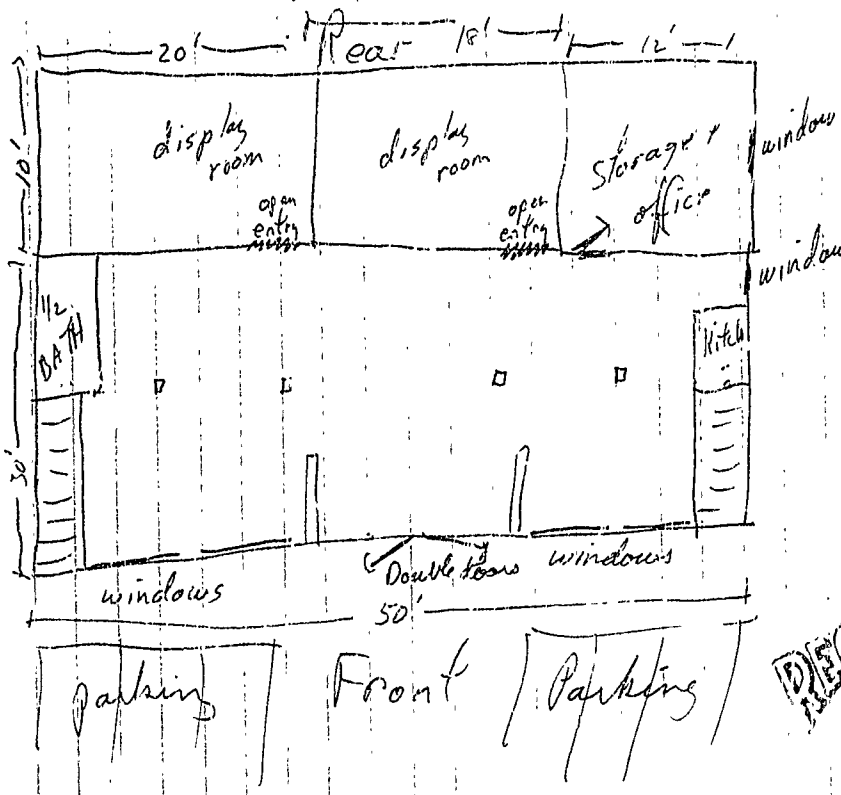 Rear
20'
18'
12'
10'
display
room
display
room
Storage +
office
window
open
entry
open
entry
window
1/2
BATH
Kitch
30'
windows
Double Doors
windows
50'
parking
Front
Parking